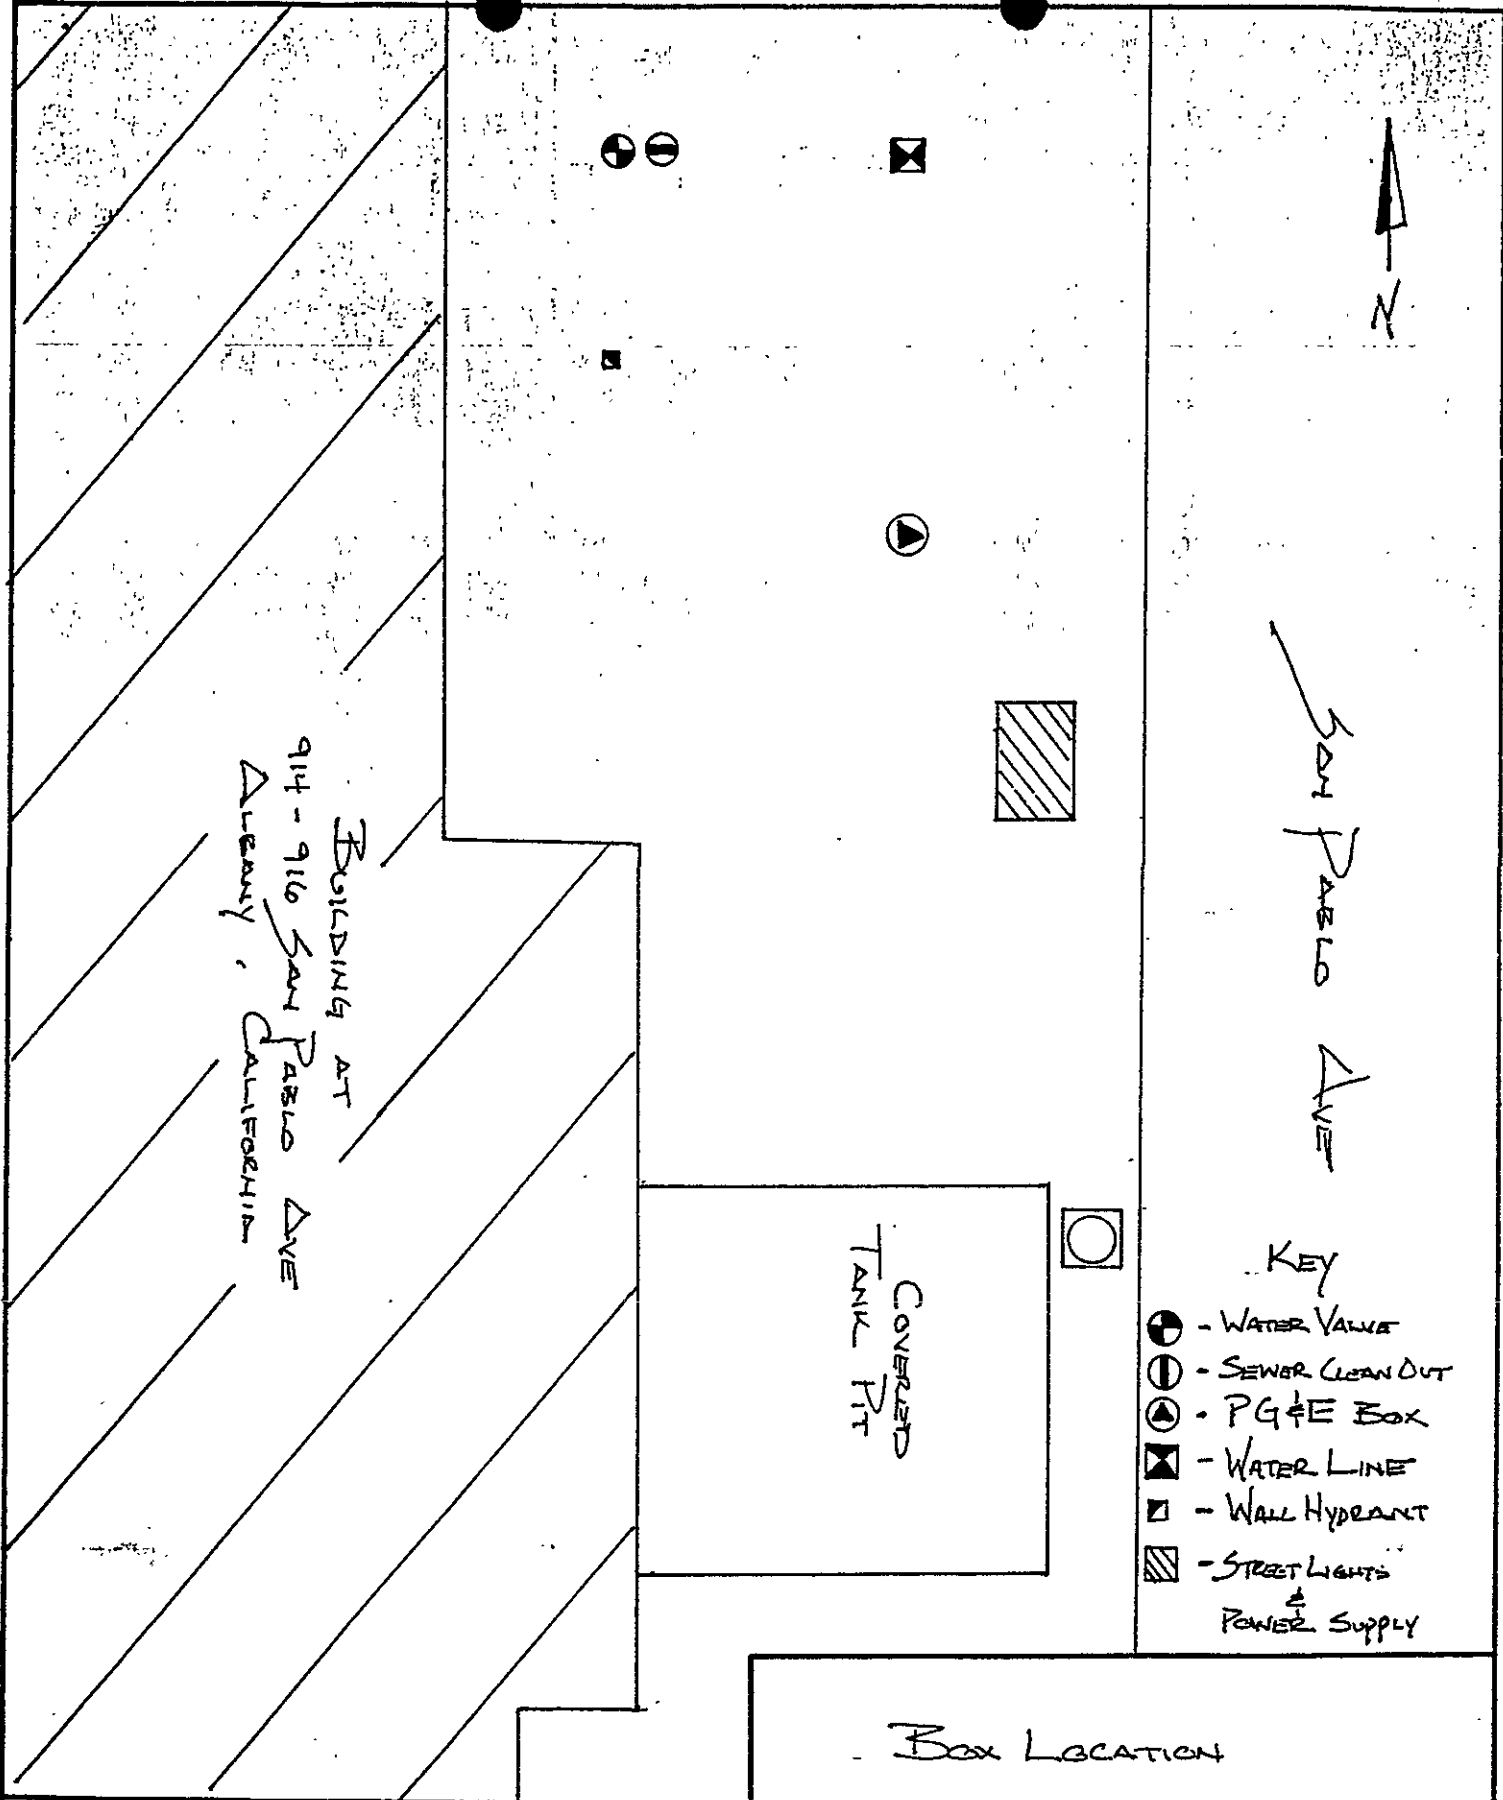 N
San Pablo Ave
Building at
914 - 916 San Pablo Ave
Albany, California
Covered
Tank Pit
Key
- Water Valve
- Sewer Clean Out
- PG&E Box
- Water Line
- Wall Hydrant
- Street Lights
&
Power Supply
Box Location